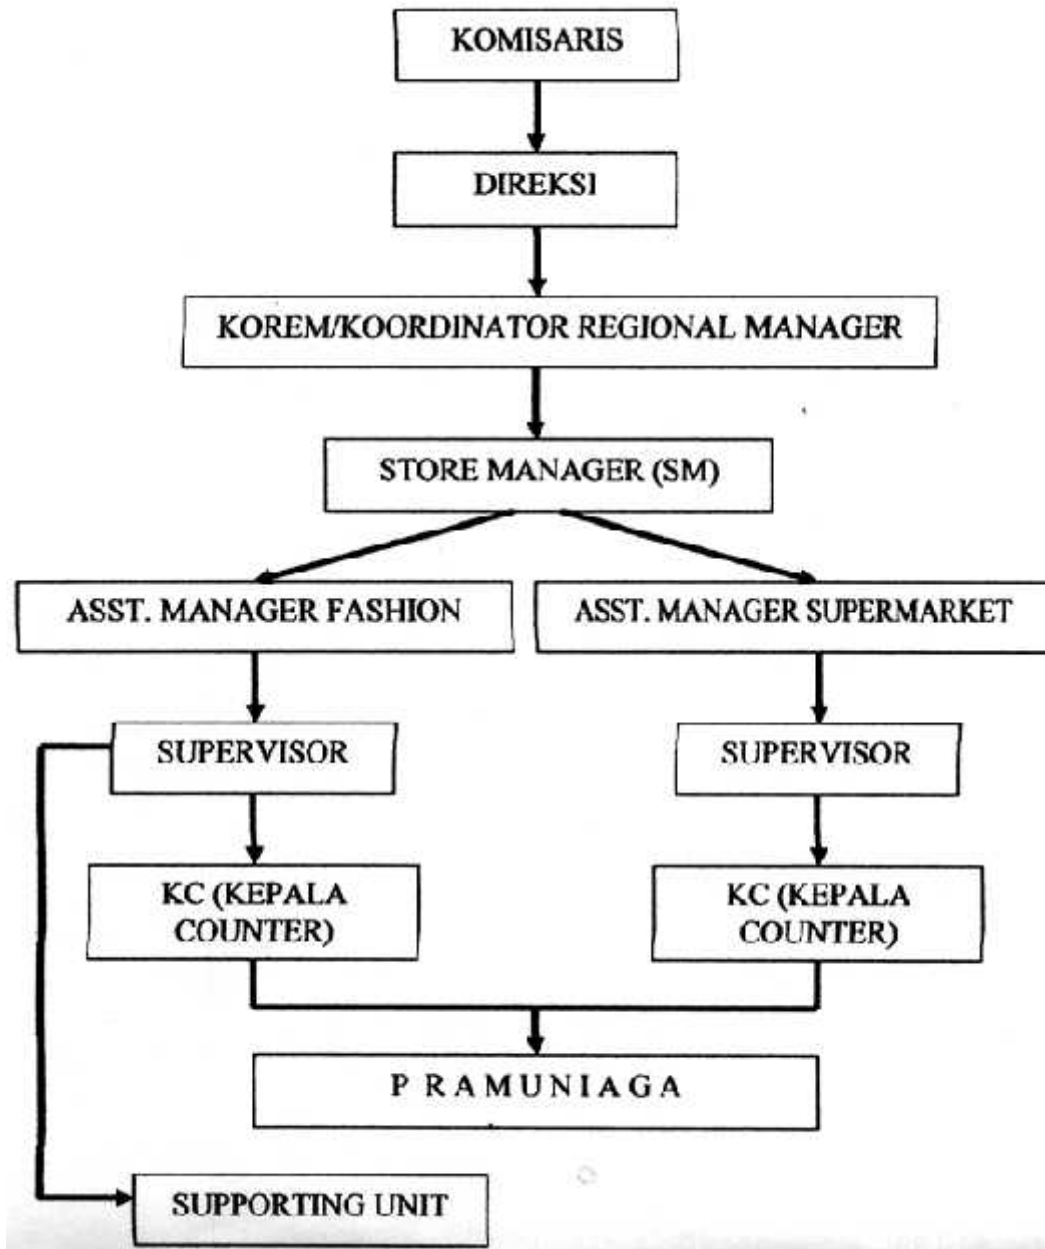 KOMISARIS
DIREKSI
KOREM/KOORDINATOR REGIONAL MANAGER
STORE MANAGER (SM)
ASST. MANAGER FASHION
ASST. MANAGER SUPERMARKET
SUPERVISOR
SUPERVISOR
KC (KEPALA
COUNTER)
KC (KEPALA
COUNTER)
P R A M U N I A G A
SUPPORTING UNIT